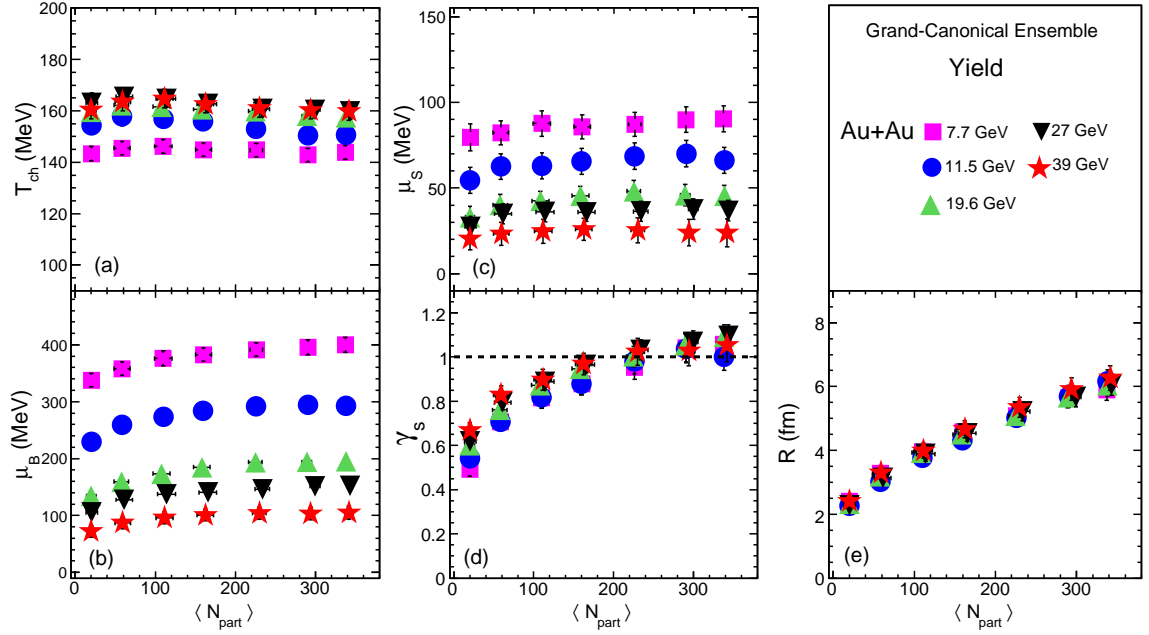 200
180
160
140
120
100
T_ch (MeV)
(a)
150
100
50
0
μ_S (MeV)
(c)
Grand-Canonical Ensemble
Yield
Au+Au
7.7 GeV
27 GeV
11.5 GeV
39 GeV
19.6 GeV
400
300
200
100
0
μ_B (MeV)
(b)
0 100 200 300
⟨ N_part ⟩
1.2
1
0.8
0.6
0.4
0.2
0
γ_s
(d)
0 100 200 300
⟨ N_part ⟩
8
6
4
2
0
R (fm)
(e)
0 100 200 300
⟨ N_part ⟩